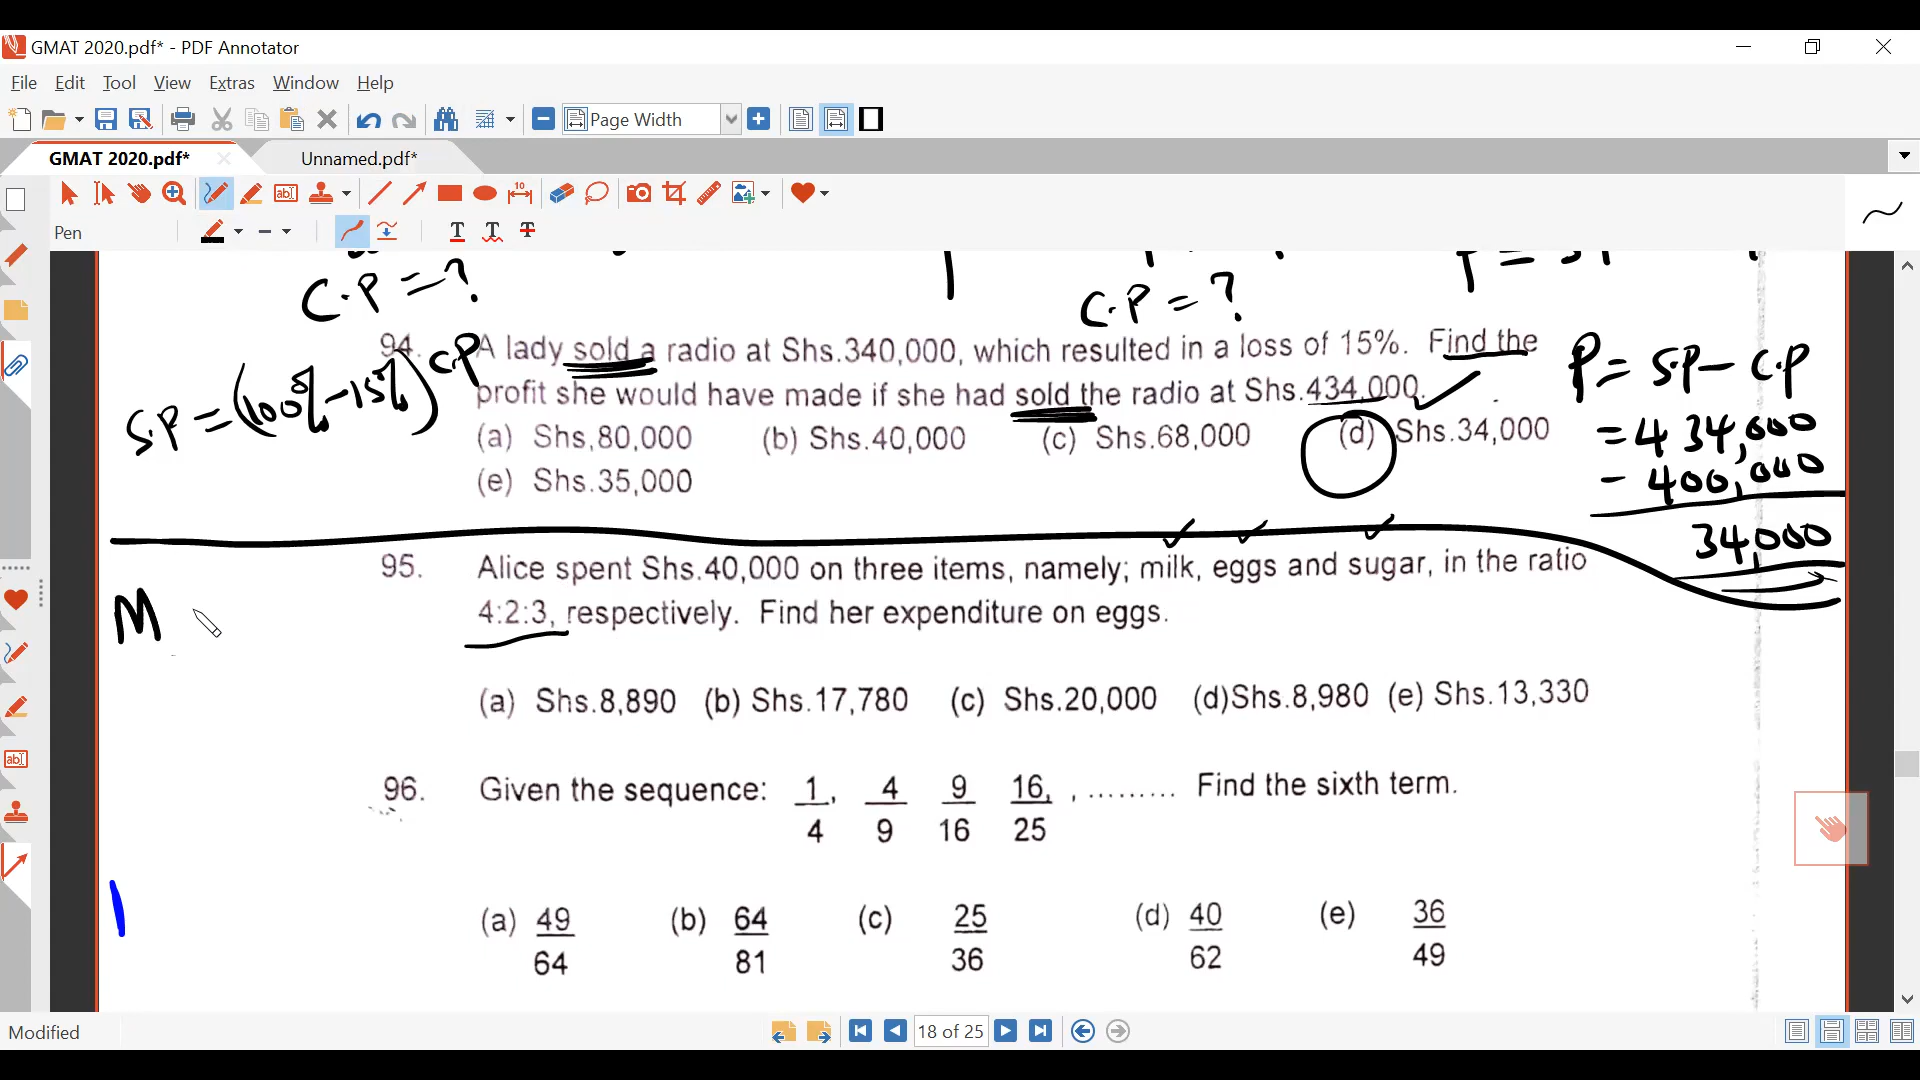 GMAT 2020.pdf* - PDF Annotator
File Edit Tool View Extras Window Help
Page Width
GMAT 2020.pdf*
Unnamed.pdf*
Pen
C.P = ?
C.P = ?
94. A lady sold a radio at Shs.340,000, which resulted in a loss of 15%. Find the
profit she would have made if she had sold the radio at Shs.434,000.
S.P = (100% - 15%) C.P
(a) Shs,80,000 (b) Shs.40,000 (c) Shs.68,000 (d) Shs.34,000
(e) Shs.35,000
P = S.P - C.P
= 434,000
- 400,000
34,000
95. Alice spent Shs.40,000 on three items, namely; milk, eggs and sugar, in the ratio
4:2:3, respectively. Find her expenditure on eggs.
M
(a) Shs.8,890 (b) Shs.17,780 (c) Shs.20,000 (d)Shs.8,980 (e) Shs.13,330
96. Given the sequence: 1/4, 4/9 9/16 16,/25 , ......... Find the sixth term.
(a) 49/64 (b) 64/81 (c) 25/36 (d) 40/62 (e) 36/49
Modified
18 of 25